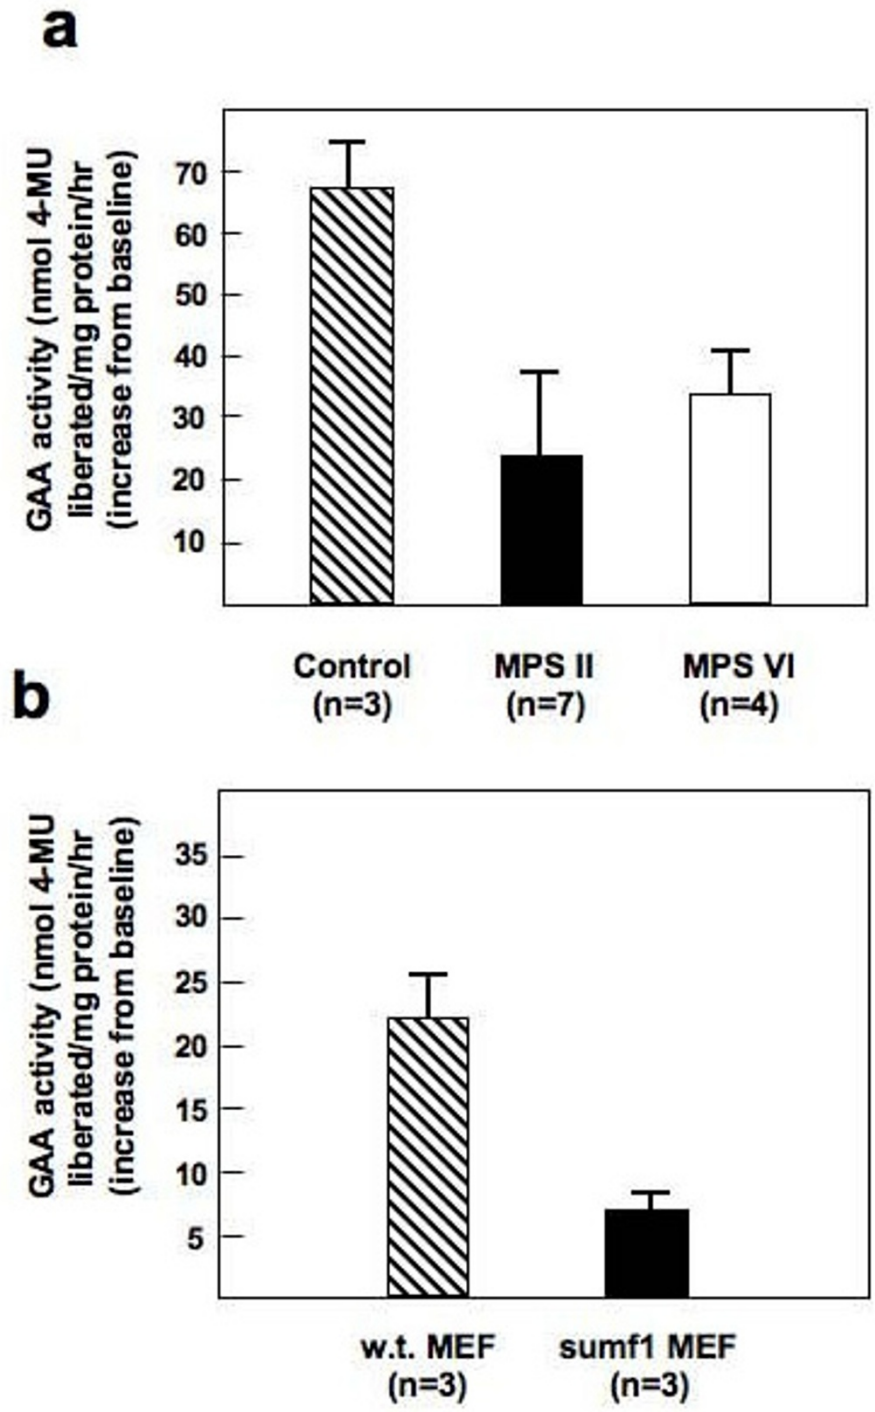 a
GAA activity (nmol 4-MU
liberated/mg protein/hr
(increase from baseline)
70
60
50
40
30
20
10
Control
(n=3)
MPS II
(n=7)
MPS VI
(n=4)
b
GAA activity (nmol 4-MU
liberated/mg protein/hr
(increase from baseline)
35
30
25
20
15
10
5
w.t. MEF
(n=3)
sumf1 MEF
(n=3)